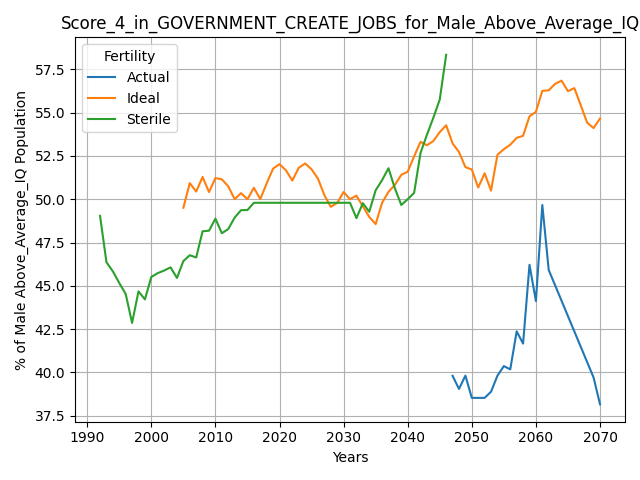 Score_4_in_GOVERNMENT_CREATE_JOBS_for_Male_Above_Average_IQ
Fertility
Actual
Ideal
Sterile
% of Male Above_Average_IQ Population
57.5
55.0
52.5
50.0
47.5
45.0
42.5
40.0
37.5
1990 2000 2010 2020 2030 2040 2050 2060 2070
Years